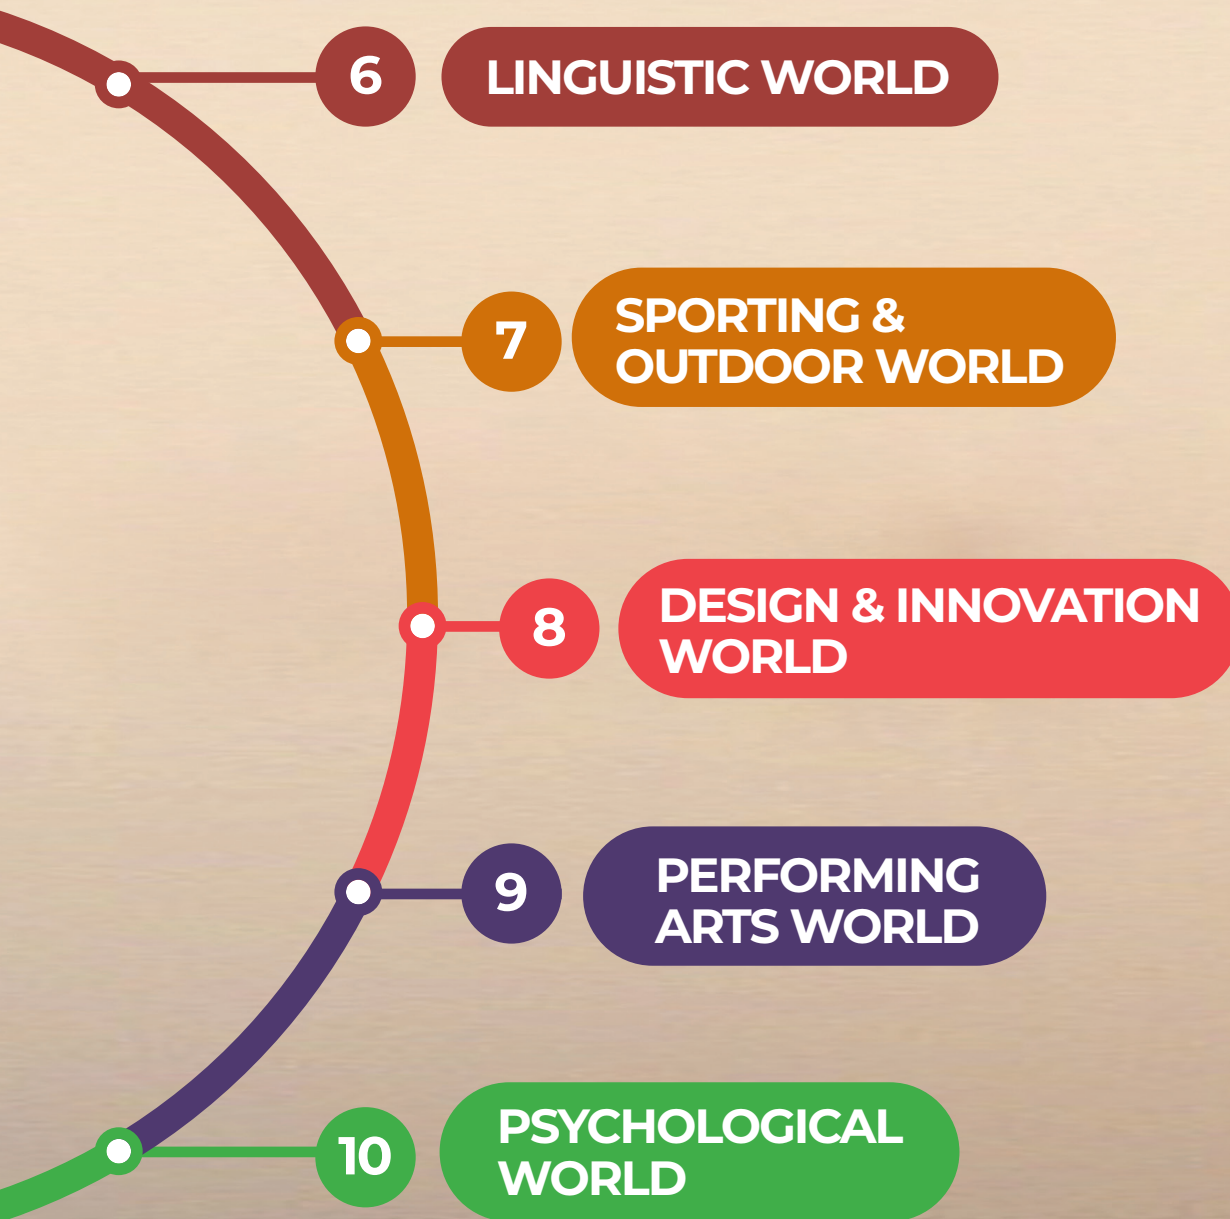 6
LINGUISTIC WORLD
7
SPORTING &
OUTDOOR WORLD
8
DESIGN & INNOVATION
WORLD
9
PERFORMING
ARTS WORLD
10
PSYCHOLOGICAL
WORLD